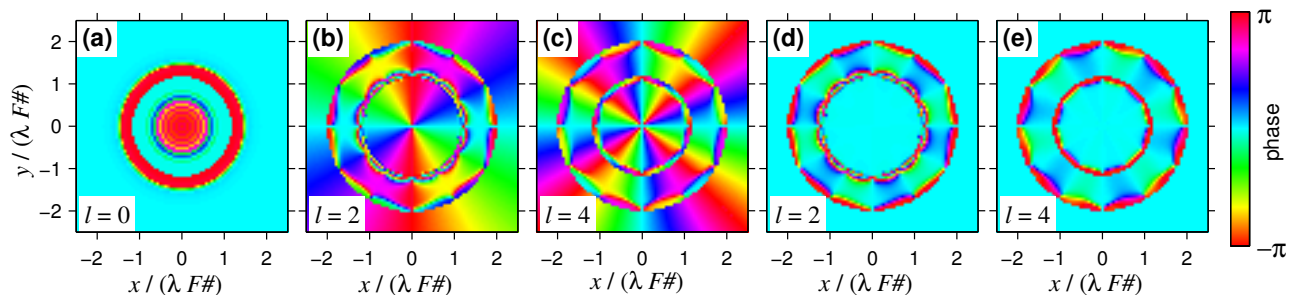 (a) (b) (c) (d) (e)
2
1
0
−1
−2
y / (λ F#)
l = 0 l = 2 l = 4 l = 2 l = 4
−2 −1 0 1 2 −2 −1 0 1 2 −2 −1 0 1 2 −2 −1 0 1 2 −2 −1 0 1 2
x / (λ F#) x / (λ F#) x / (λ F#) x / (λ F#) x / (λ F#)
π
phase
−π